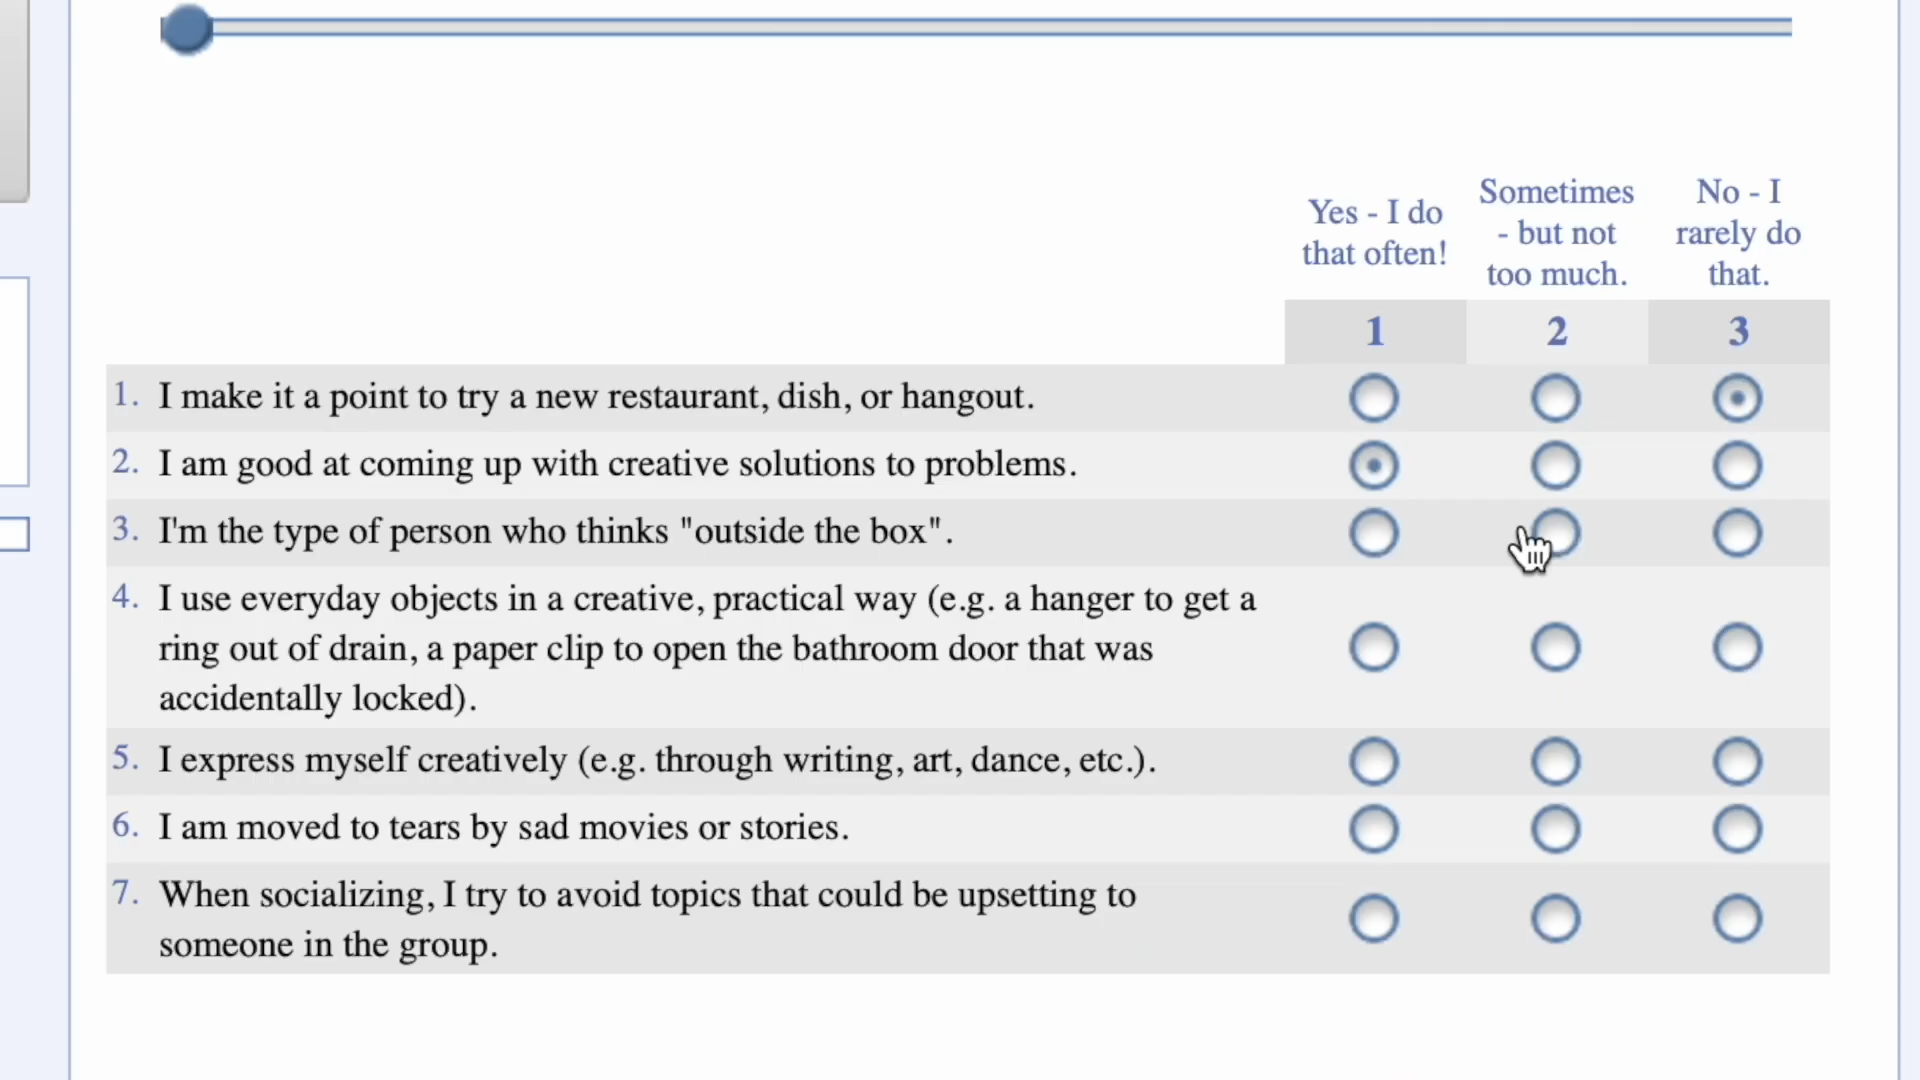 Yes - I do
that often!
Sometimes
- but not
too much.
No - I
rarely do
that.
1 2 3
1. I make it a point to try a new restaurant, dish, or hangout.
2. I am good at coming up with creative solutions to problems.
3. I'm the type of person who thinks "outside the box".
4. I use everyday objects in a creative, practical way (e.g. a hanger to get a
ring out of drain, a paper clip to open the bathroom door that was
accidentally locked).
5. I express myself creatively (e.g. through writing, art, dance, etc.).
6. I am moved to tears by sad movies or stories.
7. When socializing, I try to avoid topics that could be upsetting to
someone in the group.